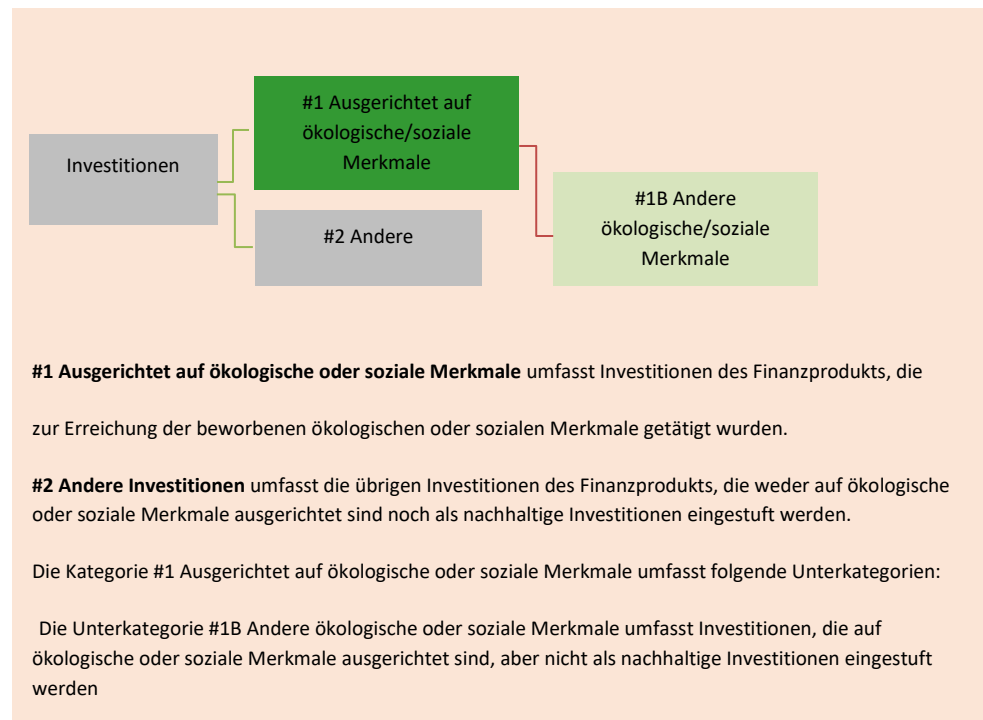 #1 Ausgerichtet auf
ökologische/soziale
Merkmale
Investitionen
#2 Andere
#1B Andere
ökologische/soziale
Merkmale
#1 Ausgerichtet auf ökologische oder soziale Merkmale umfasst Investitionen des Finanzprodukts, die
zur Erreichung der beworbenen ökologischen oder sozialen Merkmale getätigt wurden.
#2 Andere Investitionen umfasst die übrigen Investitionen des Finanzprodukts, die weder auf ökologische
oder soziale Merkmale ausgerichtet sind noch als nachhaltige Investitionen eingestuft werden.
Die Kategorie #1 Ausgerichtet auf ökologische oder soziale Merkmale umfasst folgende Unterkategorien:
Die Unterkategorie #1B Andere ökologische oder soziale Merkmale umfasst Investitionen, die auf
ökologische oder soziale Merkmale ausgerichtet sind, aber nicht als nachhaltige Investitionen eingestuft
werden